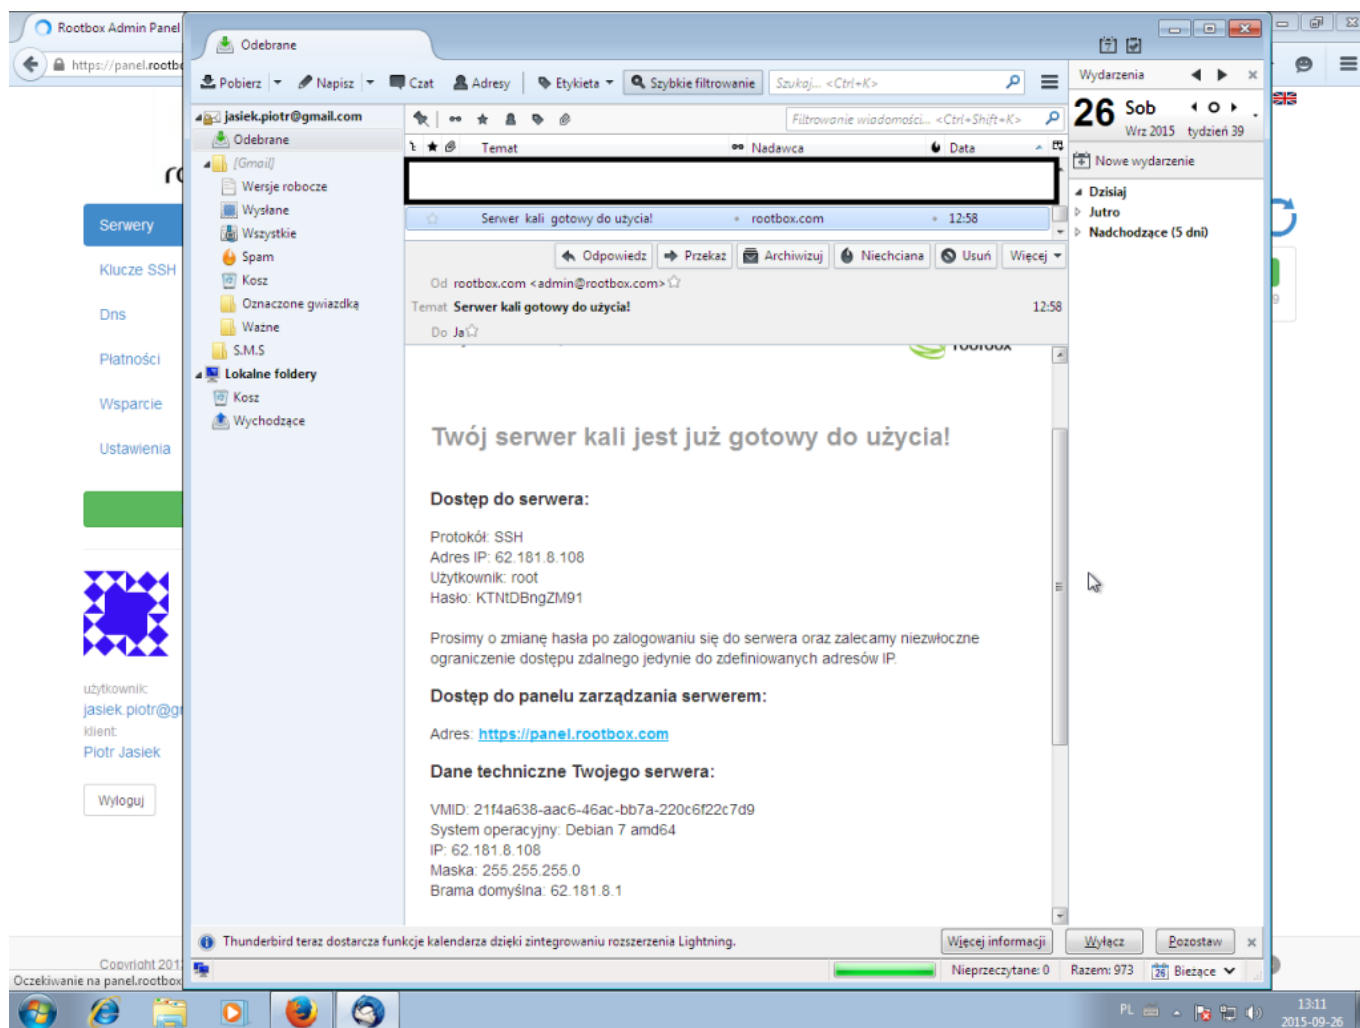 Rootbox Admin Panel
https://panel.rootb
Odebrane
Pobierz
Napisz
Czat
Adresy
Etykieta
Szybkie filtrowanie
Szukaj... <Ctrl+K>
jasiek.piotr@gmail.com
Odebrane
[Gmail]
Wersje robocze
Wysłane
Wszystkie
Spam
Kosz
Oznaczone gwiazdką
Ważne
S.M.S
Lokalne foldery
Kosz
Wychodzące
Filtrowanie wiadomości... <Ctrl+Shift+K>
Temat
Nadawca
Data
Serwer kali gotowy do użycia!
rootbox.com
12:58
Odpowiedz
Przekaz
Archiwizuj
Niechciana
Usuń
Więcej
Od rootbox.com <admin@rootbox.com>
Temat Serwer kali gotowy do użycia!
12:58
Do Ja
rootbox
Twój serwer kali jest już gotowy do użycia!
Dostęp do serwera:
Protokół: SSH
Adres IP: 62.181.8.108
Użytkownik: root
Hasło: KTNtDBngZM91
Prosimy o zmianę hasła po zalogowaniu się do serwera oraz zalecamy niezwłoczne
ograniczenie dostępu zdalnego jedynie do zdefiniowanych adresów IP.
Dostęp do panelu zarządzania serwerem:
Adres: https://panel.rootbox.com
Dane techniczne Twojego serwera:
VMID: 21f4a638-aac6-46ac-bb7a-220c6f22c7d9
System operacyjny: Debian 7 amd64
IP: 62.181.8.108
Maska: 255.255.255.0
Brama domyślna: 62.181.8.1
Wydarzenia
26 Sob
Wrz 2015 tydzień 39
Nowe wydarzenie
Dzisiaj
Jutro
Nadchodzące (5 dni)
Serwery
Klucze SSH
Dns
Płatności
Wsparcie
Ustawienia
użytkownik:
jasiek.piotr@g
klient:
Piotr Jasiek
Wyloguj
Copyright 201
Oczekiwanie na panel.rootbox
Thunderbird teraz dostarcza funkcje kalendarza dzięki zintegrowaniu rozszerzenia Lightning.
Więcej informacji
Wyłącz
Pozostaw
Nieprzeczytane: 0
Razem: 973
26 Bieżące
PL
13:11
2015-09-26